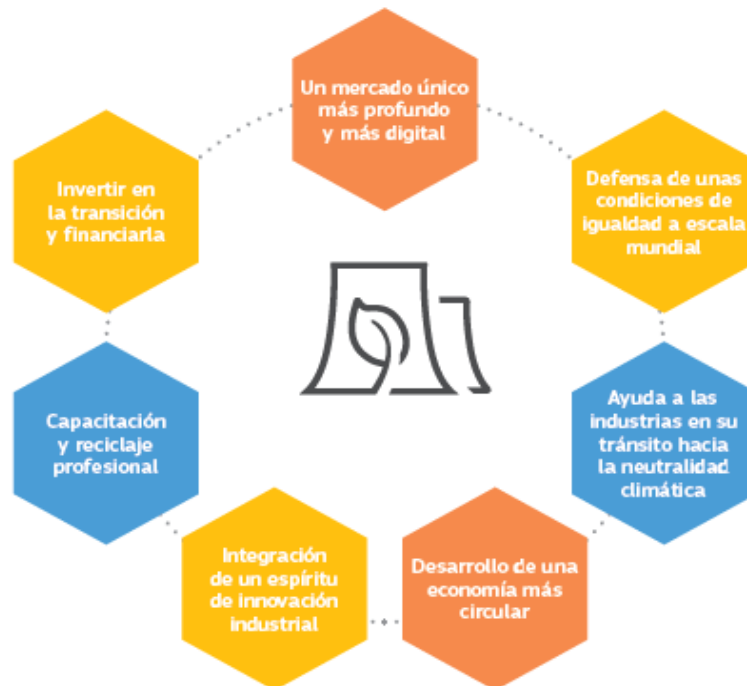 Un mercado único
más profundo
y más digital
Defensa de unas
condiciones de
igualdad a escala
mundial
Ayuda a las
industrias en su
tránsito hacia
la neutralidad
climática
Desarrollo de una
economía más
circular
Integración
de un espíritu
de innovación
industrial
Capacitación
y reciclaje
profesional
Invertir en
la transición
y financiarla